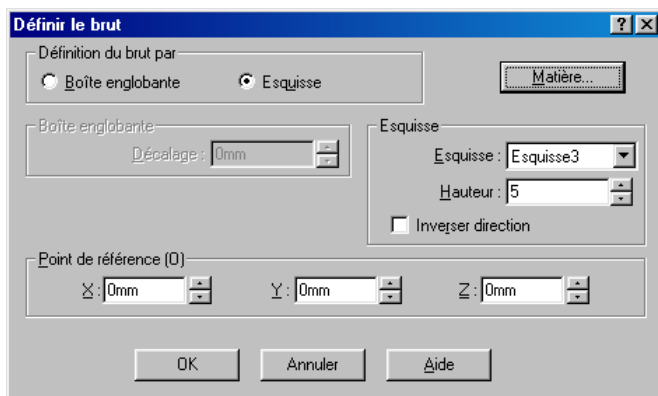 Définir le brut
Définition du brut par
Boîte englobante Esquisse
Matière...
Boîte englobante
Décalage : 0mm
Esquisse
Esquisse : Esquisse3
Hauteur : 5
Inverser direction
Point de référence (O)
X : 0mm Y : 0mm Z : 0mm
OK Annuler Aide